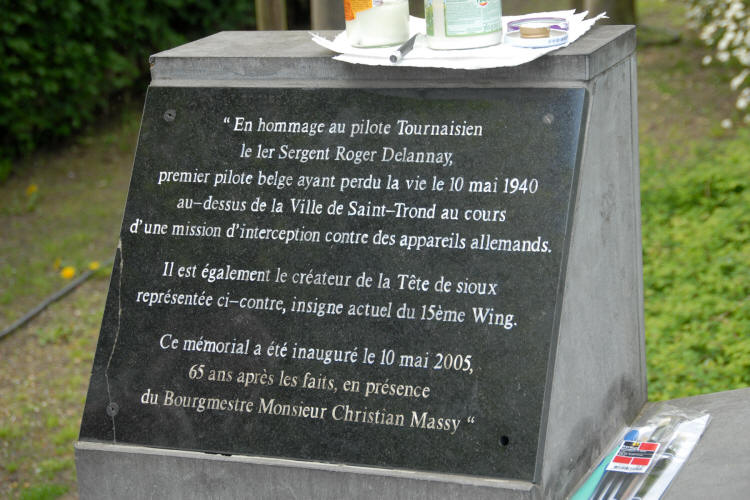 “ En hommage au pilote Tournaisien
le 1er Sergent Roger Delannay,
premier pilote belge ayant perdu la vie le 10 mai 1940
au-dessus de la Ville de Saint-Trond au cours
d'une mission d'interception contre des appareils allemands.
Il est également le créateur de la Tête de sioux
représentée ci-contre, insigne actuel du 15ème Wing.
Ce mémorial a été inauguré le 10 mai 2005,
65 ans après les faits, en présence
du Bourgmestre Monsieur Christian Massy “